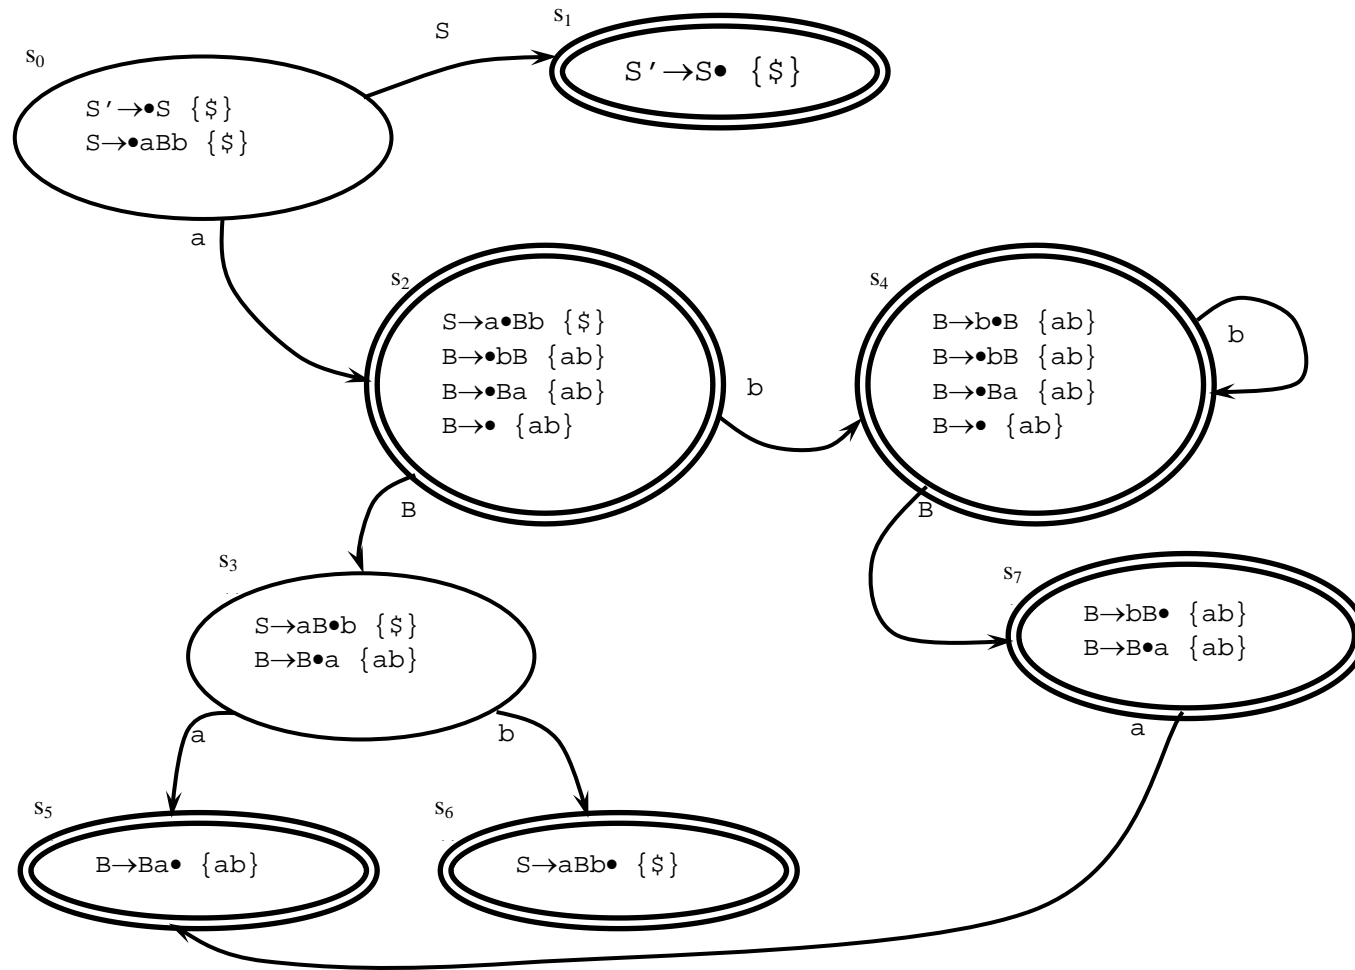 s₀
S
s₁
S'→S● {$}
S'→●S {$}
S→●aBb {$}
a
s₂
S→a●Bb {$}
B→●bB {ab}
B→●Ba {ab}
B→● {ab}
b
s₄
B→b●B {ab}
B→●bB {ab}
B→●Ba {ab}
B→● {ab}
b
B
B
s₃
S→aB●b {$}
B→B●a {ab}
s₇
B→bB● {ab}
B→B●a {ab}
a
b
a
s₅
B→Ba● {ab}
s₆
S→aBb● {$}